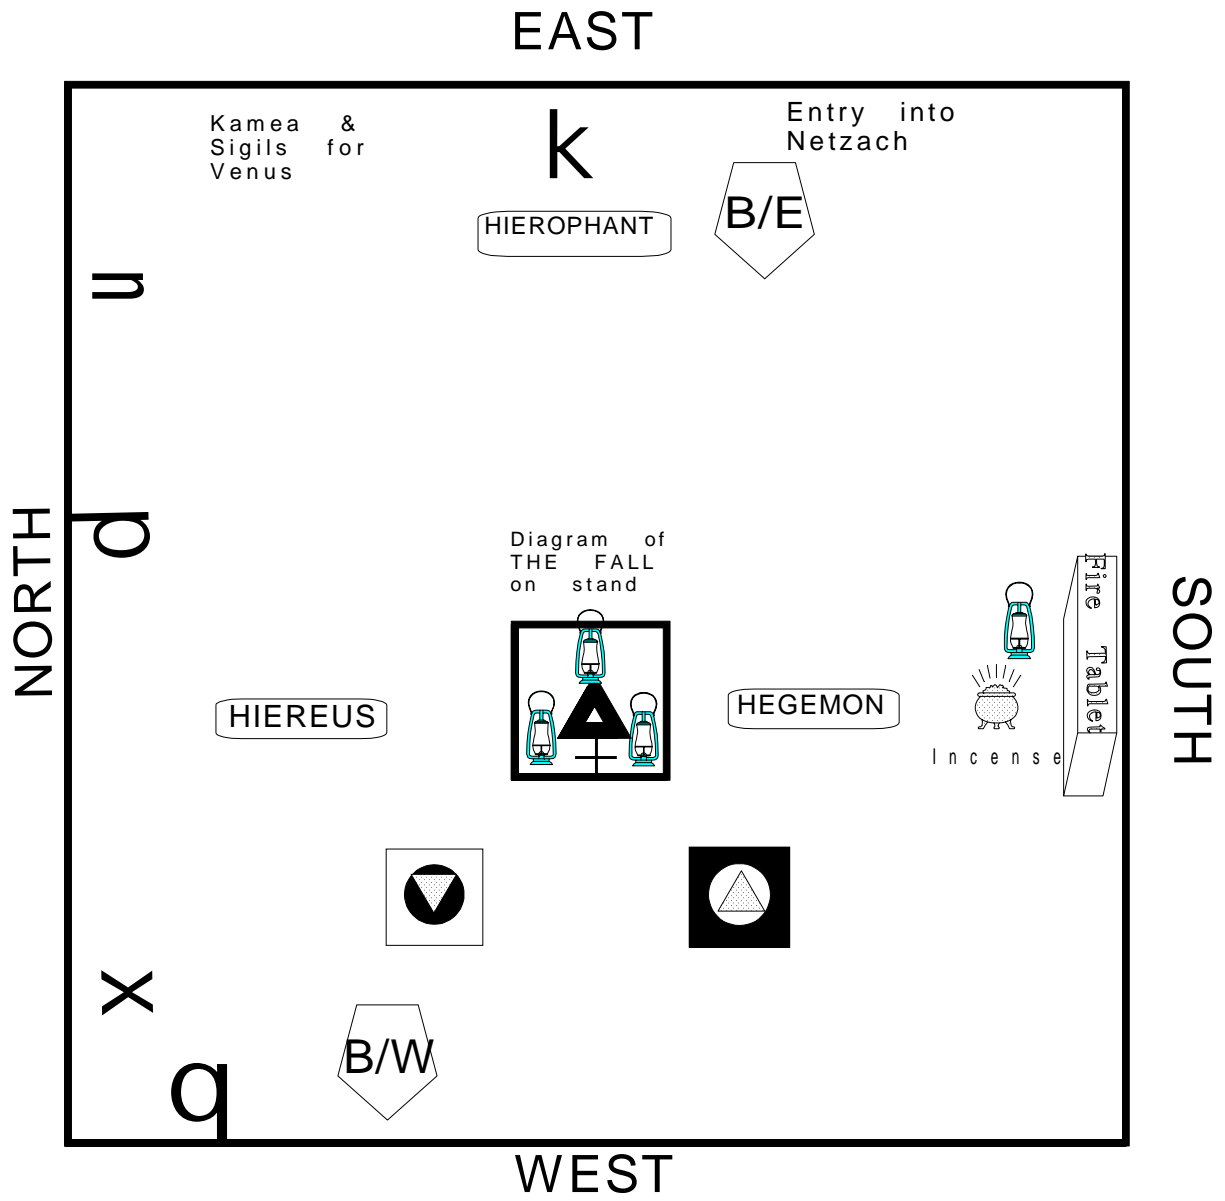 EAST
Kamea & 
Sigils for
Venus
k
Entry into
Netzach
HIEROPHANT
B/E
n
NORTH
p
Diagram of
THE FALL
on stand
Fire Tablet
SOUTH
HIEREUS
HEGEMON
Incense
x
B/W
q
WEST